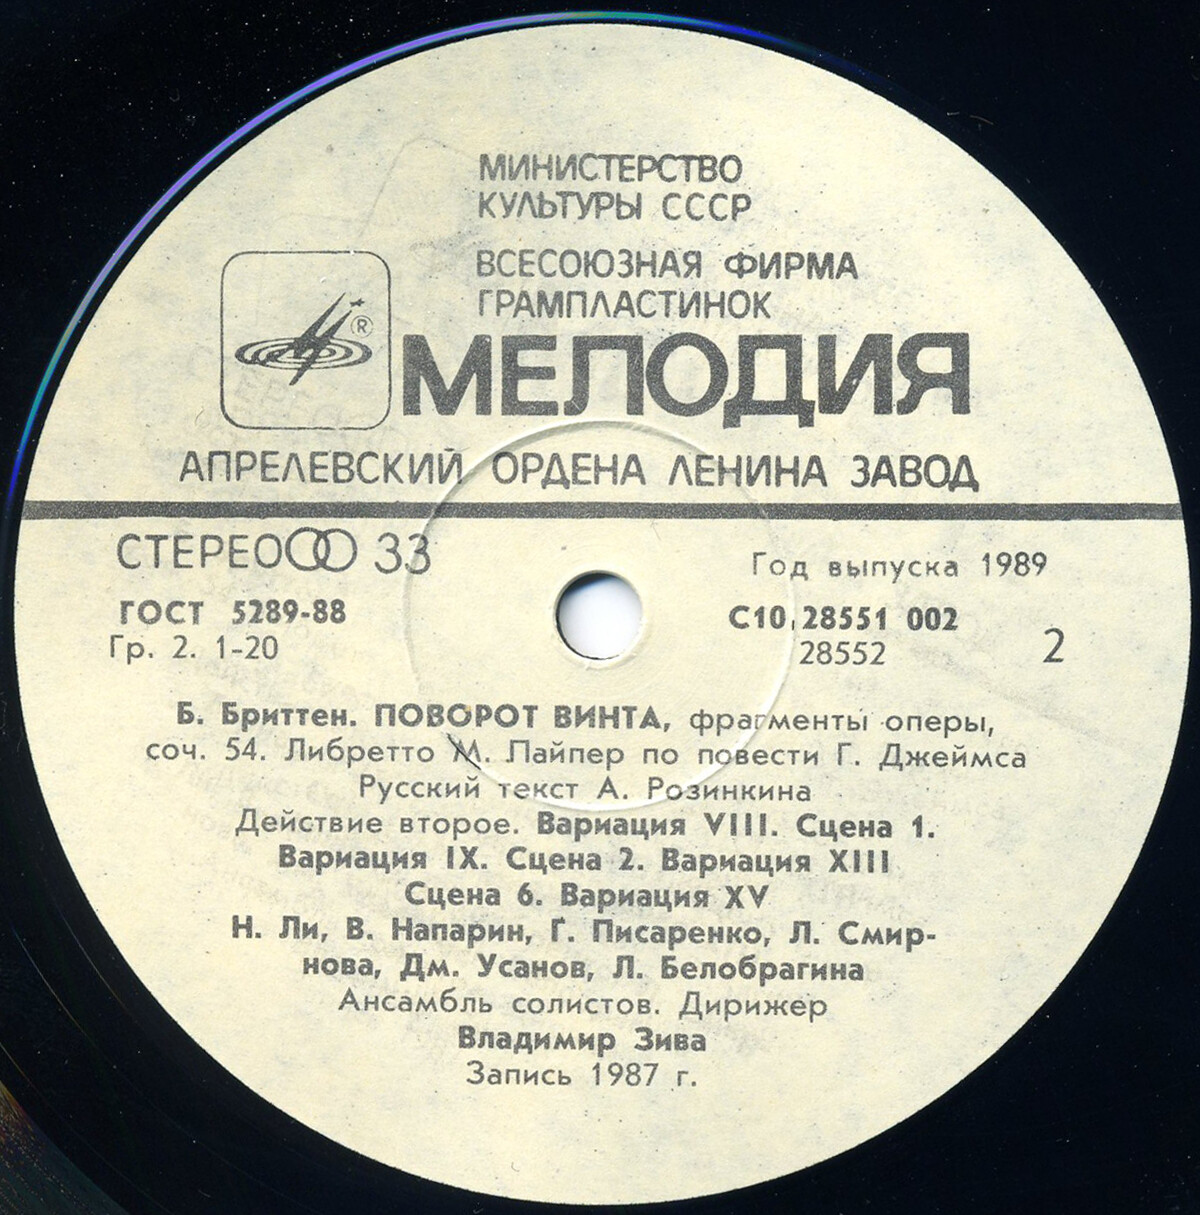 МИНИСТЕРСТВО
КУЛЬТУРЫ СССР
ВСЕСОЮЗНАЯ ФИРМА
ГРАМПЛАСТИНОК
®
МЕЛОДИЯ
АПРЕЛЕВСКИЙ ОРДЕНА ЛЕНИНА ЗАВОД
СТЕРЕО 33
Год выпуска 1989
ГОСТ 5289-88
С10 28551 002
Гр. 2. 1-20
28552
2
Б. Бриттен. ПОВОРОТ ВИНТА, фрагменты оперы,
соч. 54. Либретто М. Пайпер по повести Г. Джеймса
Русский текст А. Розинкина
Действие второе. Вариация VIII. Сцена 1.
Вариация IX. Сцена 2. Вариация XIII
Сцена 6. Вариация XV
Н. Ли, В. Напарин, Г. Писаренко, Л. Смир-
нова, Дм. Усанов, Л. Белобрагина
Ансамбль солистов. Дирижер
Владимир Зива
Запись 1987 г.